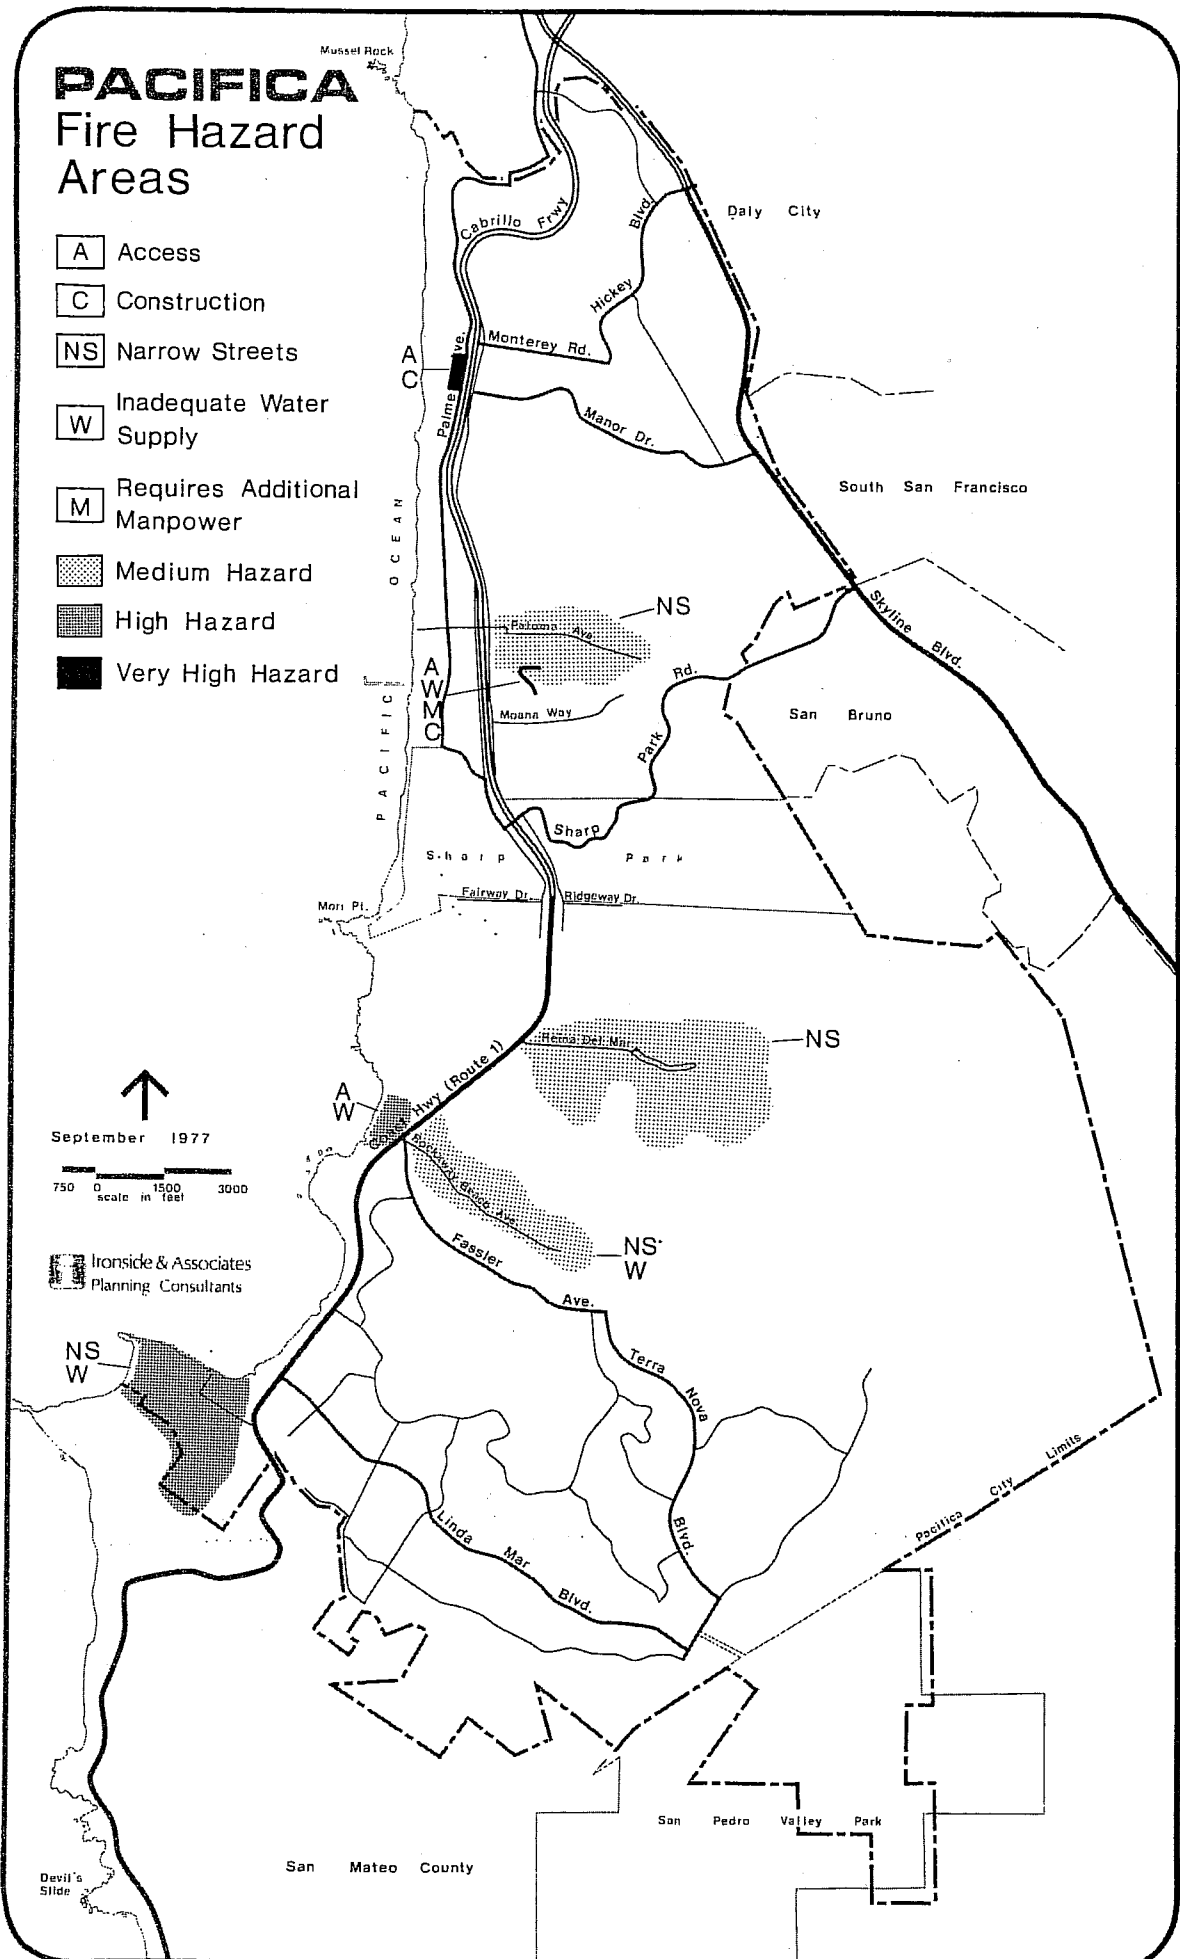 Mussel Rock
PACIFICA
Fire Hazard
Areas
A Access
C Construction
NS Narrow Streets
W Inadequate Water
Supply
M Requires Additional
Manpower
Medium Hazard
High Hazard
Very High Hazard
Daly City
Cabrillo Frwy
Blvd.
Hickey
Monterey Rd.
A
C
Manor Dr.
South San Francisco
PACIFIC OCEAN
NS
Paloma Ave.
Skyline Blvd.
A
W
M
C
Moana Way
Sharp Park Rd.
San Bruno
Sharp Park
Fairway Dr.
Ridgeway Dr.
Mori Pt.
Reina Del Mar
NS
Hwy (Route 1)
A
W
September 1977
750 0 1500 3000
scale in feet
Ironside & Associates
Planning Consultants
NS
W
Fassler Ave.
Terra Nova Blvd.
NS
W
Linda Mar Blvd.
Pacifica City Limits
San Pedro Valley Park
San Mateo County
Devil's
Slide